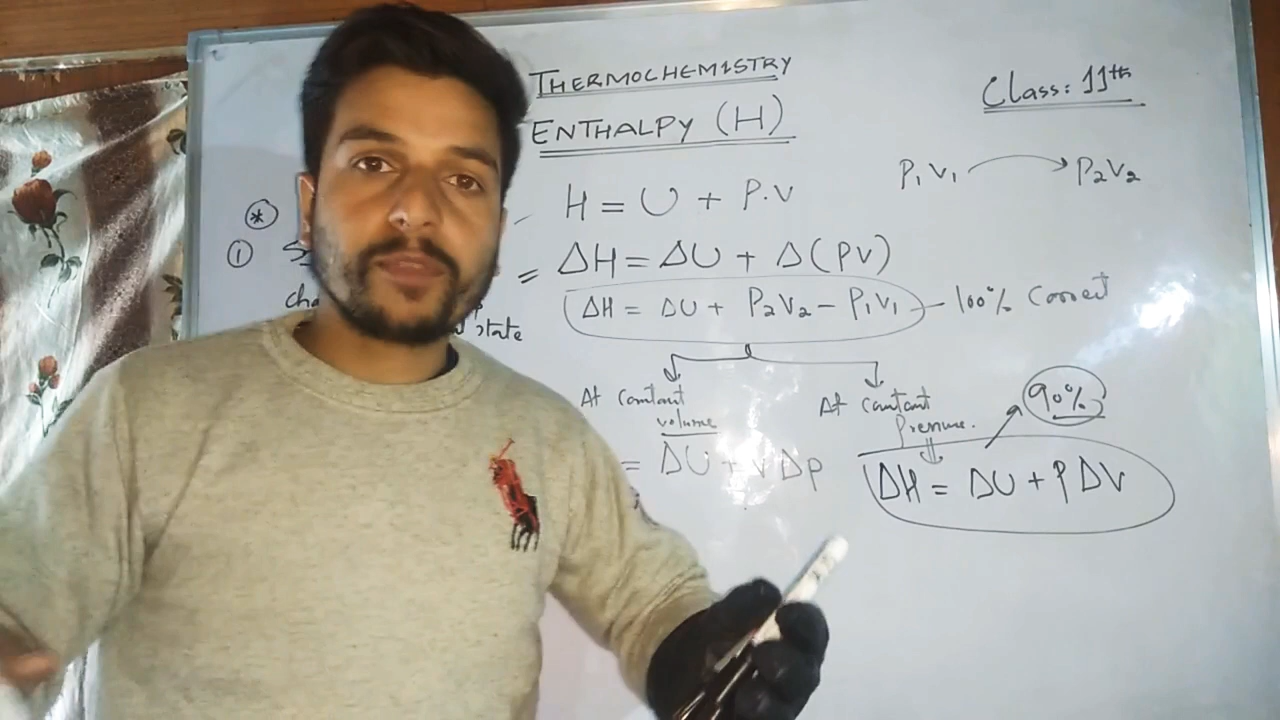 THERMOCHEMISTRY
Class: 11th
ENTHALPY (H)
P₁V₁ → P₂V₂
H = U + P.V
*
①
= ΔH = ΔU + Δ(PV)
ΔH = ΔU + P₂V₂ - P₁V₁ - 100% Correct
state
At constant volume
At constant Pressure.
90%
= ΔU + VΔP
ΔH = ΔU + PΔV